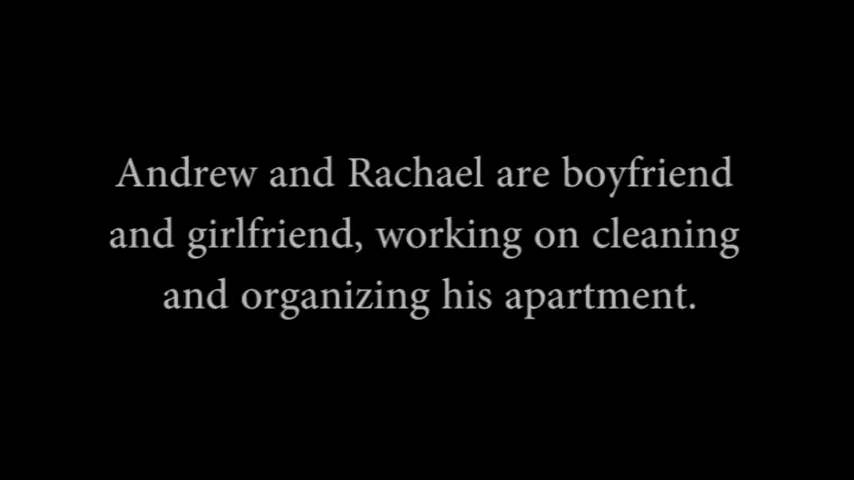 Andrew and Rachael are boyfriend
and girlfriend, working on cleaning
and organizing his apartment.